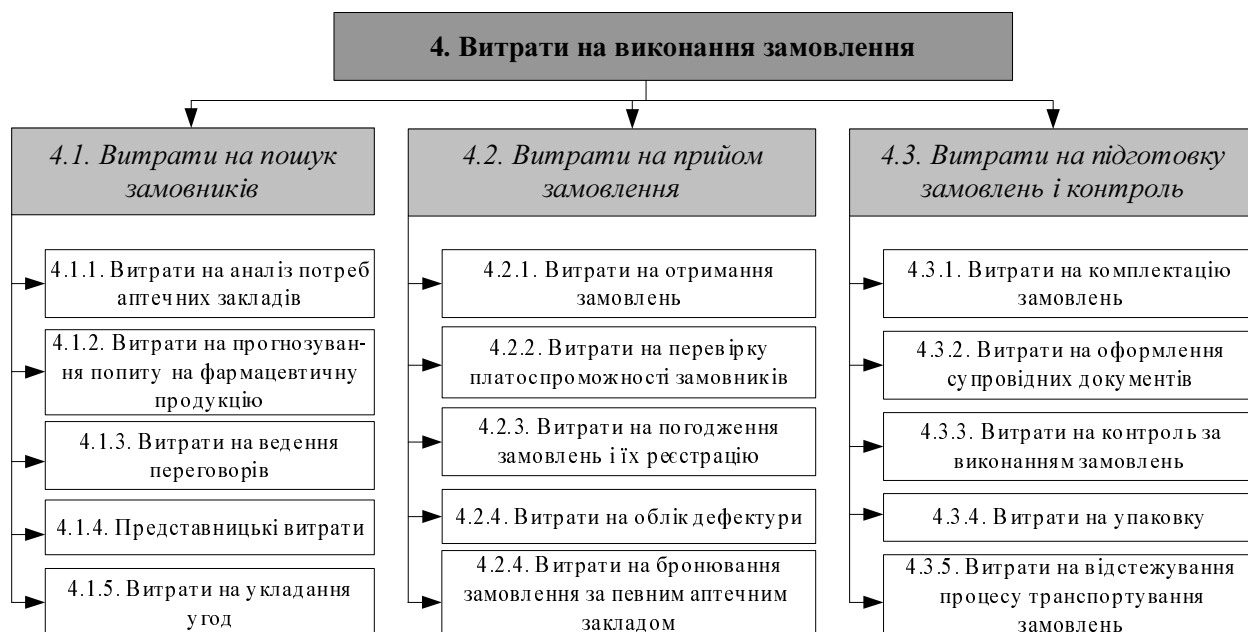 4. Витрати на виконання замовлення
4.1. Витрати на пошук
замовників
4.1.1. Витрати на аналіз потреб
аптечних закладів
4.1.2. Витрати на прогнозуван-
ня попиту на фармацевтичну
продукцію
4.1.3. Витрати на ведення
переговорів
4.1.4. Представницькі витрати
4.1.5. Витрати на укладання
угод
4.2. Витрати на прийом
замовлення
4.2.1. Витрати на отримання
замовлень
4.2.2. Витрати на перевірку
платоспроможності замовників
4.2.3. Витрати на погодження
замовлень і їх реєстрацію
4.2.4. Витрати на облік дефектури
4.2.4. Витрати на бронювання
замовлення за певним аптечним
закладом
4.3. Витрати на підготовку
замовлень і контроль
4.3.1. Витрати на комплектацію
замовлень
4.3.2. Витрати на оформлення
супровідних документів
4.3.3. Витрати на контроль за
виконанням замовлень
4.3.4. Витрати на упаковку
4.3.5. Витрати на відстежування
процесу транспортування
замовлень